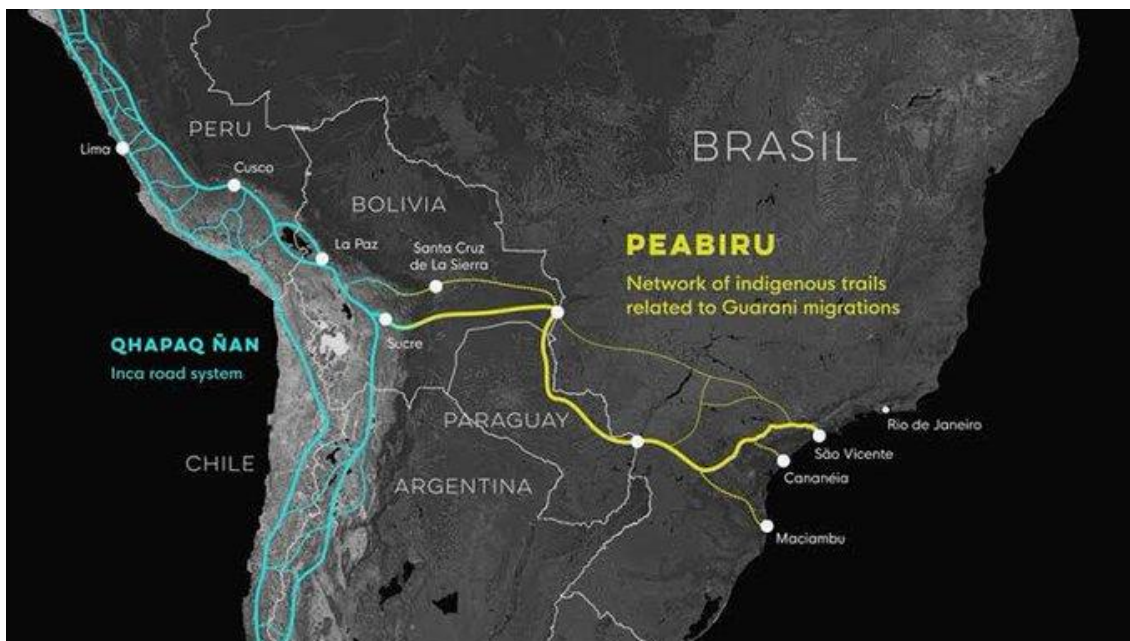 PERU
BRASIL
Lima
Cusco
BOLIVIA
La Paz
Santa Cruz
de La Sierra
PEABIRU
Network of indigenous trails
related to Guarani migrations
QHAPAQ ÑAN
Inca road system
Sucre
PARAGUAY
Rio de Janeiro
São Vicente
CHILE
Cananéia
ARGENTINA
Maciambu